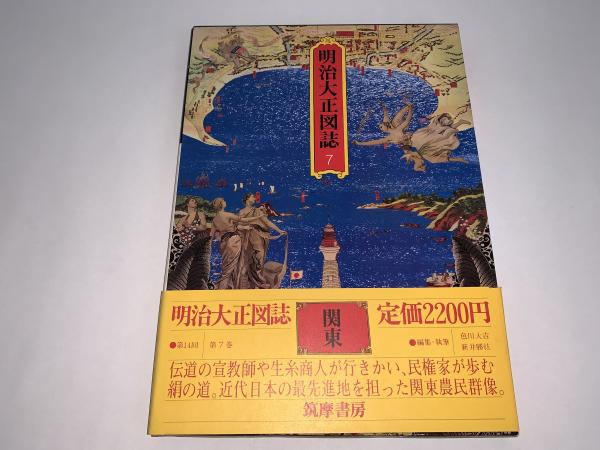 明治大正図誌
7
明治大正図誌
関東
定価2200円
●第14回 第7巻
●編集・執筆
色川大吉
新井勝紘
伝道の宣教師や生糸商人が行きかい、民権家が歩む
絹の道。近代日本の最先進地を担った関東農民群像。
筑摩書房